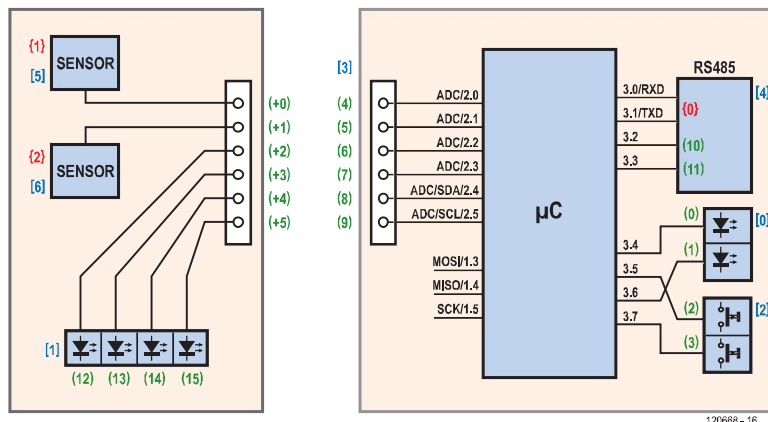 {1}
[5]
SENSOR
{2}
[6]
SENSOR
(+0)
(+1)
(+2)
(+3)
(+4)
(+5)
[1]
(12) (13) (14) (15)
[3]
(4)
(5)
(6)
(7)
(8)
(9)
ADC/2.0
ADC/2.1
ADC/2.2
ADC/2.3
ADC/SDA/2.4
ADC/SCL/2.5
MOSI/1.3
MISO/1.4
SCK/1.5
µC
3.0/RXD
3.1/TXD
3.2
3.3
3.4
3.5
3.6
3.7
RS485
[4]
{0}
(10)
(11)
(0)
[0]
(1)
(2)
[2]
(3)
120668 - 16